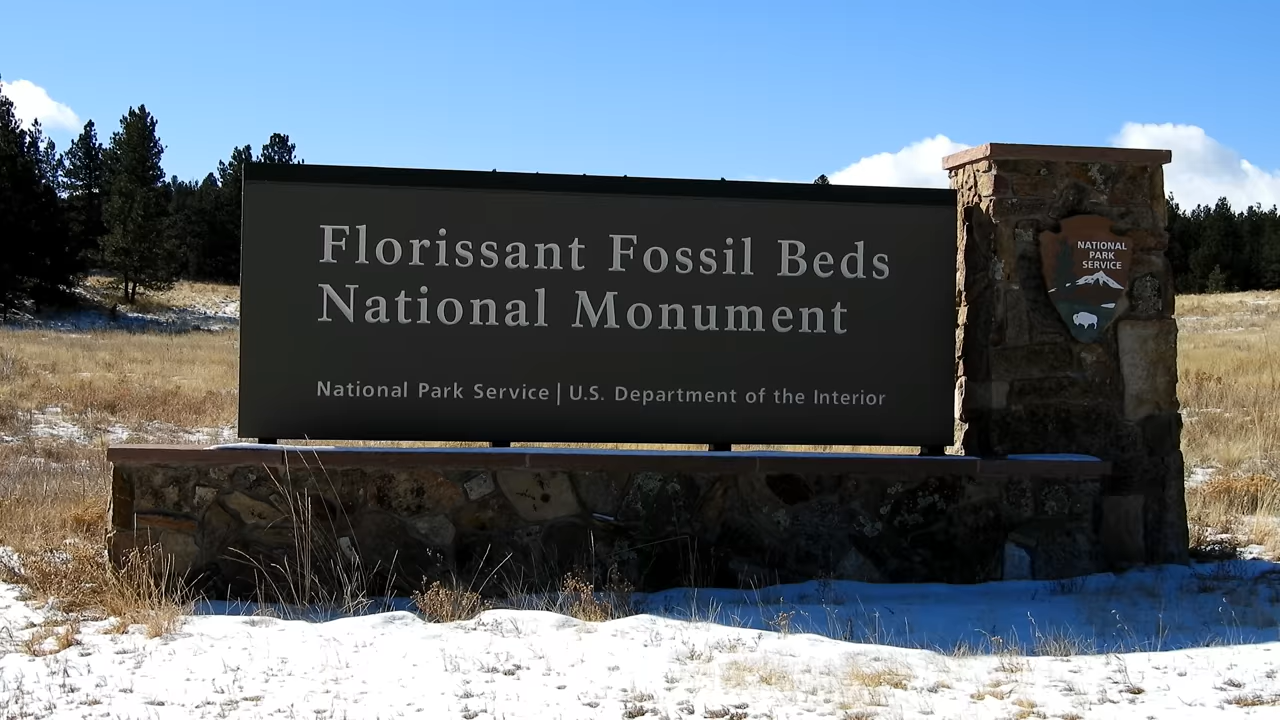 Florissant Fossil Beds
National Monument
National Park Service | U.S. Department of the Interior
NATIONAL
PARK
SERVICE